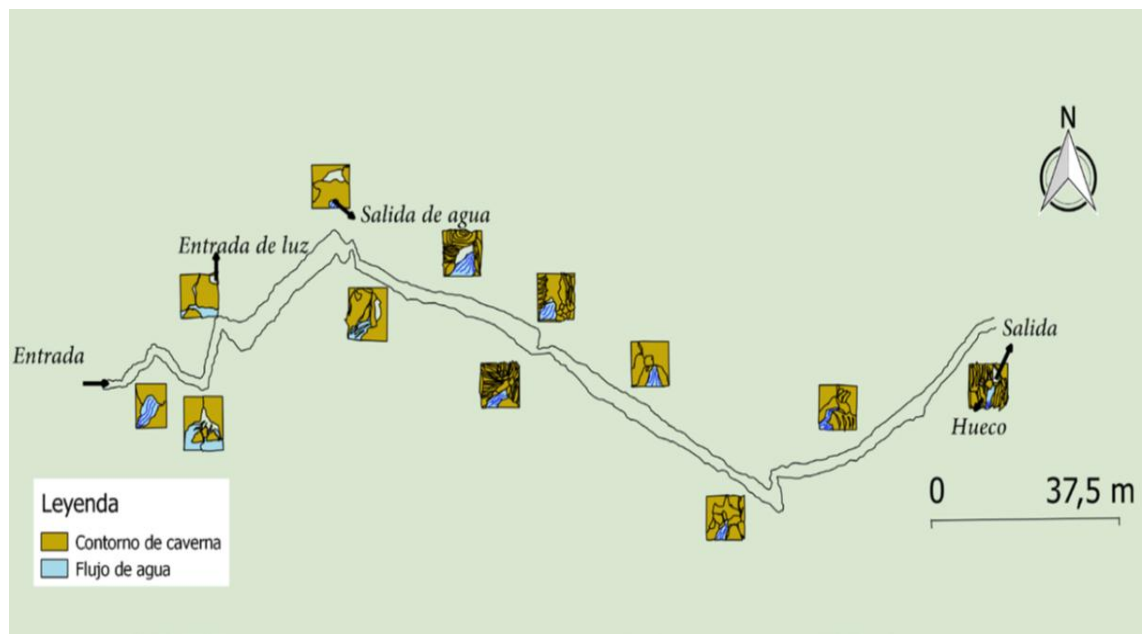 N
Salida de agua
Entrada de luz
Entrada
Salida
Hueco
0 37,5 m
Leyenda
Contorno de caverna
Flujo de agua